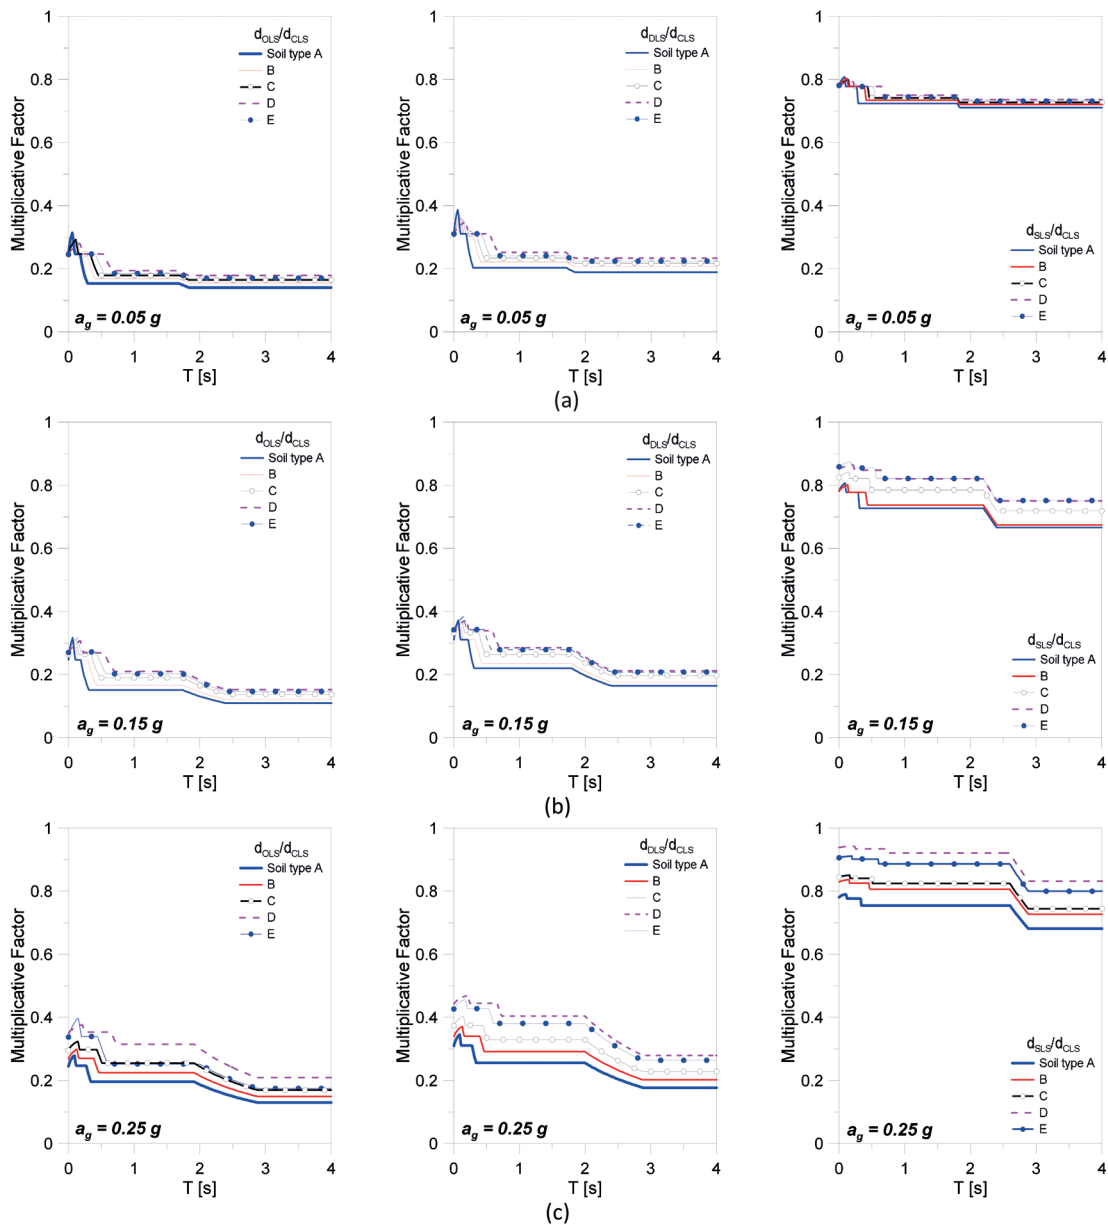 1
0.8
0.6
0.4
0.2
0
Multiplicative Factor
d_OLS/d_CLS
Soil type A
B
C
D
E
a_g = 0.05 g
0 1 2 3 4
T [s]
1
0.8
0.6
0.4
0.2
0
Multiplicative Factor
d_DLS/d_CLS
Soil type A
B
C
D
E
a_g = 0.05 g
0 1 2 3 4
T [s]
1
0.8
0.6
0.4
0.2
0
Multiplicative Factor
d_SLS/d_CLS
Soil type A
B
C
D
E
a_g = 0.05 g
0 1 2 3 4
T [s]
(a)
1
0.8
0.6
0.4
0.2
0
Multiplicative Factor
d_OLS/d_CLS
Soil type A
B
C
D
E
a_g = 0.15 g
0 1 2 3 4
T [s]
1
0.8
0.6
0.4
0.2
0
Multiplicative Factor
d_DLS/d_CLS
Soil type A
B
C
D
E
a_g = 0.15 g
0 1 2 3 4
T [s]
1
0.8
0.6
0.4
0.2
0
Multiplicative Factor
d_SLS/d_CLS
Soil type A
B
C
D
E
a_g = 0.15 g
0 1 2 3 4
T [s]
(b)
1
0.8
0.6
0.4
0.2
0
Multiplicative Factor
d_OLS/d_CLS
Soil type A
B
C
D
E
a_g = 0.25 g
0 1 2 3 4
T [s]
1
0.8
0.6
0.4
0.2
0
Multiplicative Factor
d_DLS/d_CLS
Soil type A
B
C
D
E
a_g = 0.25 g
0 1 2 3 4
T [s]
1
0.8
0.6
0.4
0.2
0
Multiplicative Factor
d_SLS/d_CLS
Soil type A
B
C
D
E
a_g = 0.25 g
0 1 2 3 4
T [s]
(c)